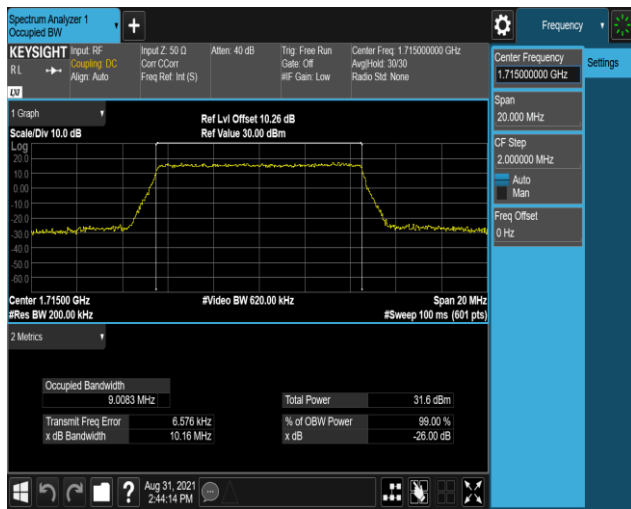 Spectrum Analyzer 1
Occupied BW
Frequency
KEYSIGHT
RL
LXI
Input: RF
Coupling: DC
Align: Auto
Input Z: 50 Ω
Corr CCorr
Freq Ref: Int (S)
Atten: 40 dB
Trig: Free Run
Gate: Off
#IF Gain: Low
Center Freq: 1.715000000 GHz
Avg|Hold: 30/30
Radio Std: None
Center Frequency
1.715000000 GHz
Settings
Span
20.000 MHz
CF Step
2.000000 MHz
Auto
Man
Freq Offset
0 Hz
1 Graph
Scale/Div 10.0 dB
Ref Lvl Offset 10.26 dB
Ref Value 30.00 dBm
Log
20.0
10.0
0.00
-10.0
-20.0
-30.0
-40.0
-50.0
-60.0
Center 1.71500 GHz
#Res BW 200.00 kHz
#Video BW 620.00 kHz
Span 20 MHz
#Sweep 100 ms (601 pts)
2 Metrics
Occupied Bandwidth
9.0083 MHz
Total Power 31.6 dBm
Transmit Freq Error 6.576 kHz
% of OBW Power 99.00 %
x dB Bandwidth 10.16 MHz
x dB -26.00 dB
?
Aug 31, 2021
2:44:14 PM